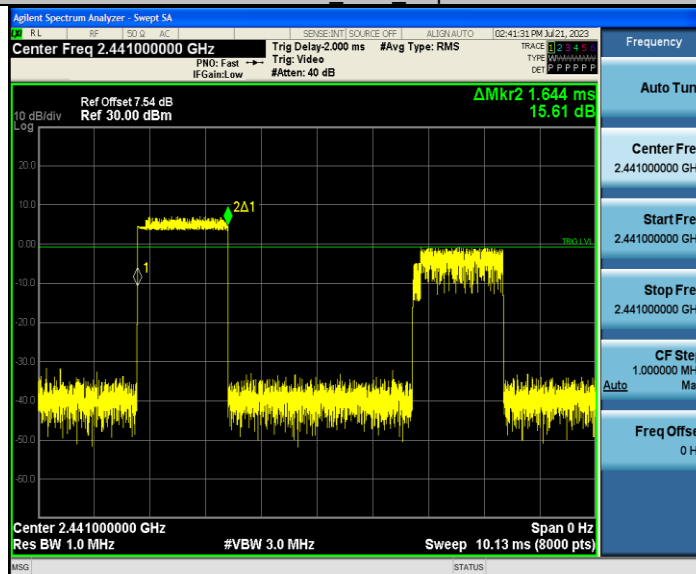 Agilent Spectrum Analyzer - Swept SA
RL RF 50 Ω AC SENSE:INT SOURCE OFF ALIGN AUTO 02:41:31 PM Jul 21, 2023
Center Freq 2.441000000 GHz
Trig Delay-2.000 ms #Avg Type: RMS
TRACE 1 2 3 4 5 6
PNO: Fast Trig: Video
TYPE WWWWWW
IFGain:Low #Atten: 40 dB
DET P P P P P P
ΔMkr2 1.644 ms
15.61 dB
Ref Offset 7.54 dB
10 dB/div Ref 30.00 dBm
Log
20.0
10.0
0.00
-10.0
-20.0
-30.0
-40.0
-50.0
-60.0
2Δ1
1
TRIG LVL
Center 2.441000000 GHz Span 0 Hz
Res BW 1.0 MHz #VBW 3.0 MHz Sweep 10.13 ms (8000 pts)
MSG STATUS
Frequency
Auto Tun
Center Fre
2.441000000 GH
Start Fre
2.441000000 GH
Stop Fre
2.441000000 GH
CF Ste
1.000000 MH
Auto Ma
Freq Offse
0 H